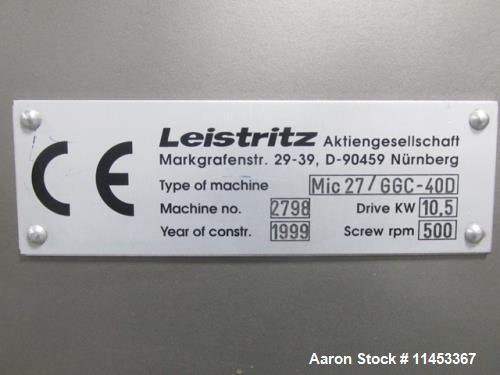 CE
Leistritz Aktiengesellschaft
Markgrafenstr. 29-39, D-90459 Nürnberg
Type of machine Mic 27/GGC-40D
Machine no. 2798 Drive KW 10,5
Year of constr. 1999 Screw rpm 500
Aaron Stock # 11453367